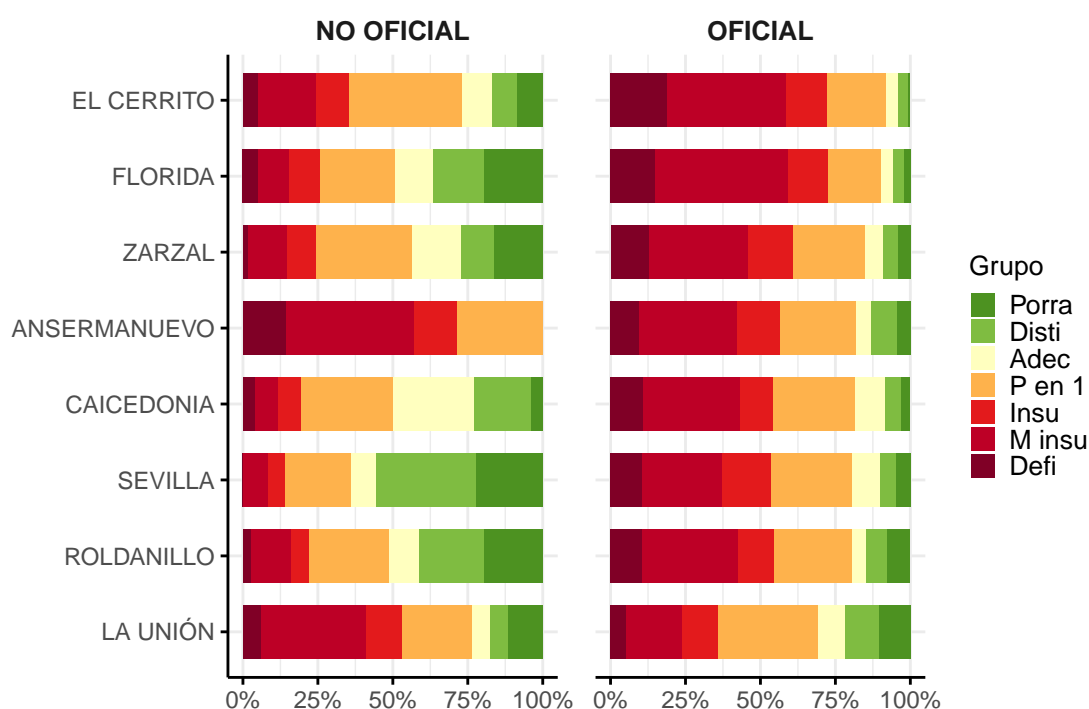 NO OFICIAL
OFICIAL
EL CERRITO
FLORIDA
ZARZAL
ANSERMANUEVO
CAICEDONIA
SEVILLA
ROLDANILLO
LA UNIÓN
0% 25% 50% 75% 100%
0% 25% 50% 75% 100%
Grupo
Porra
Disti
Adec
P en 1
Insu
M insu
Defi